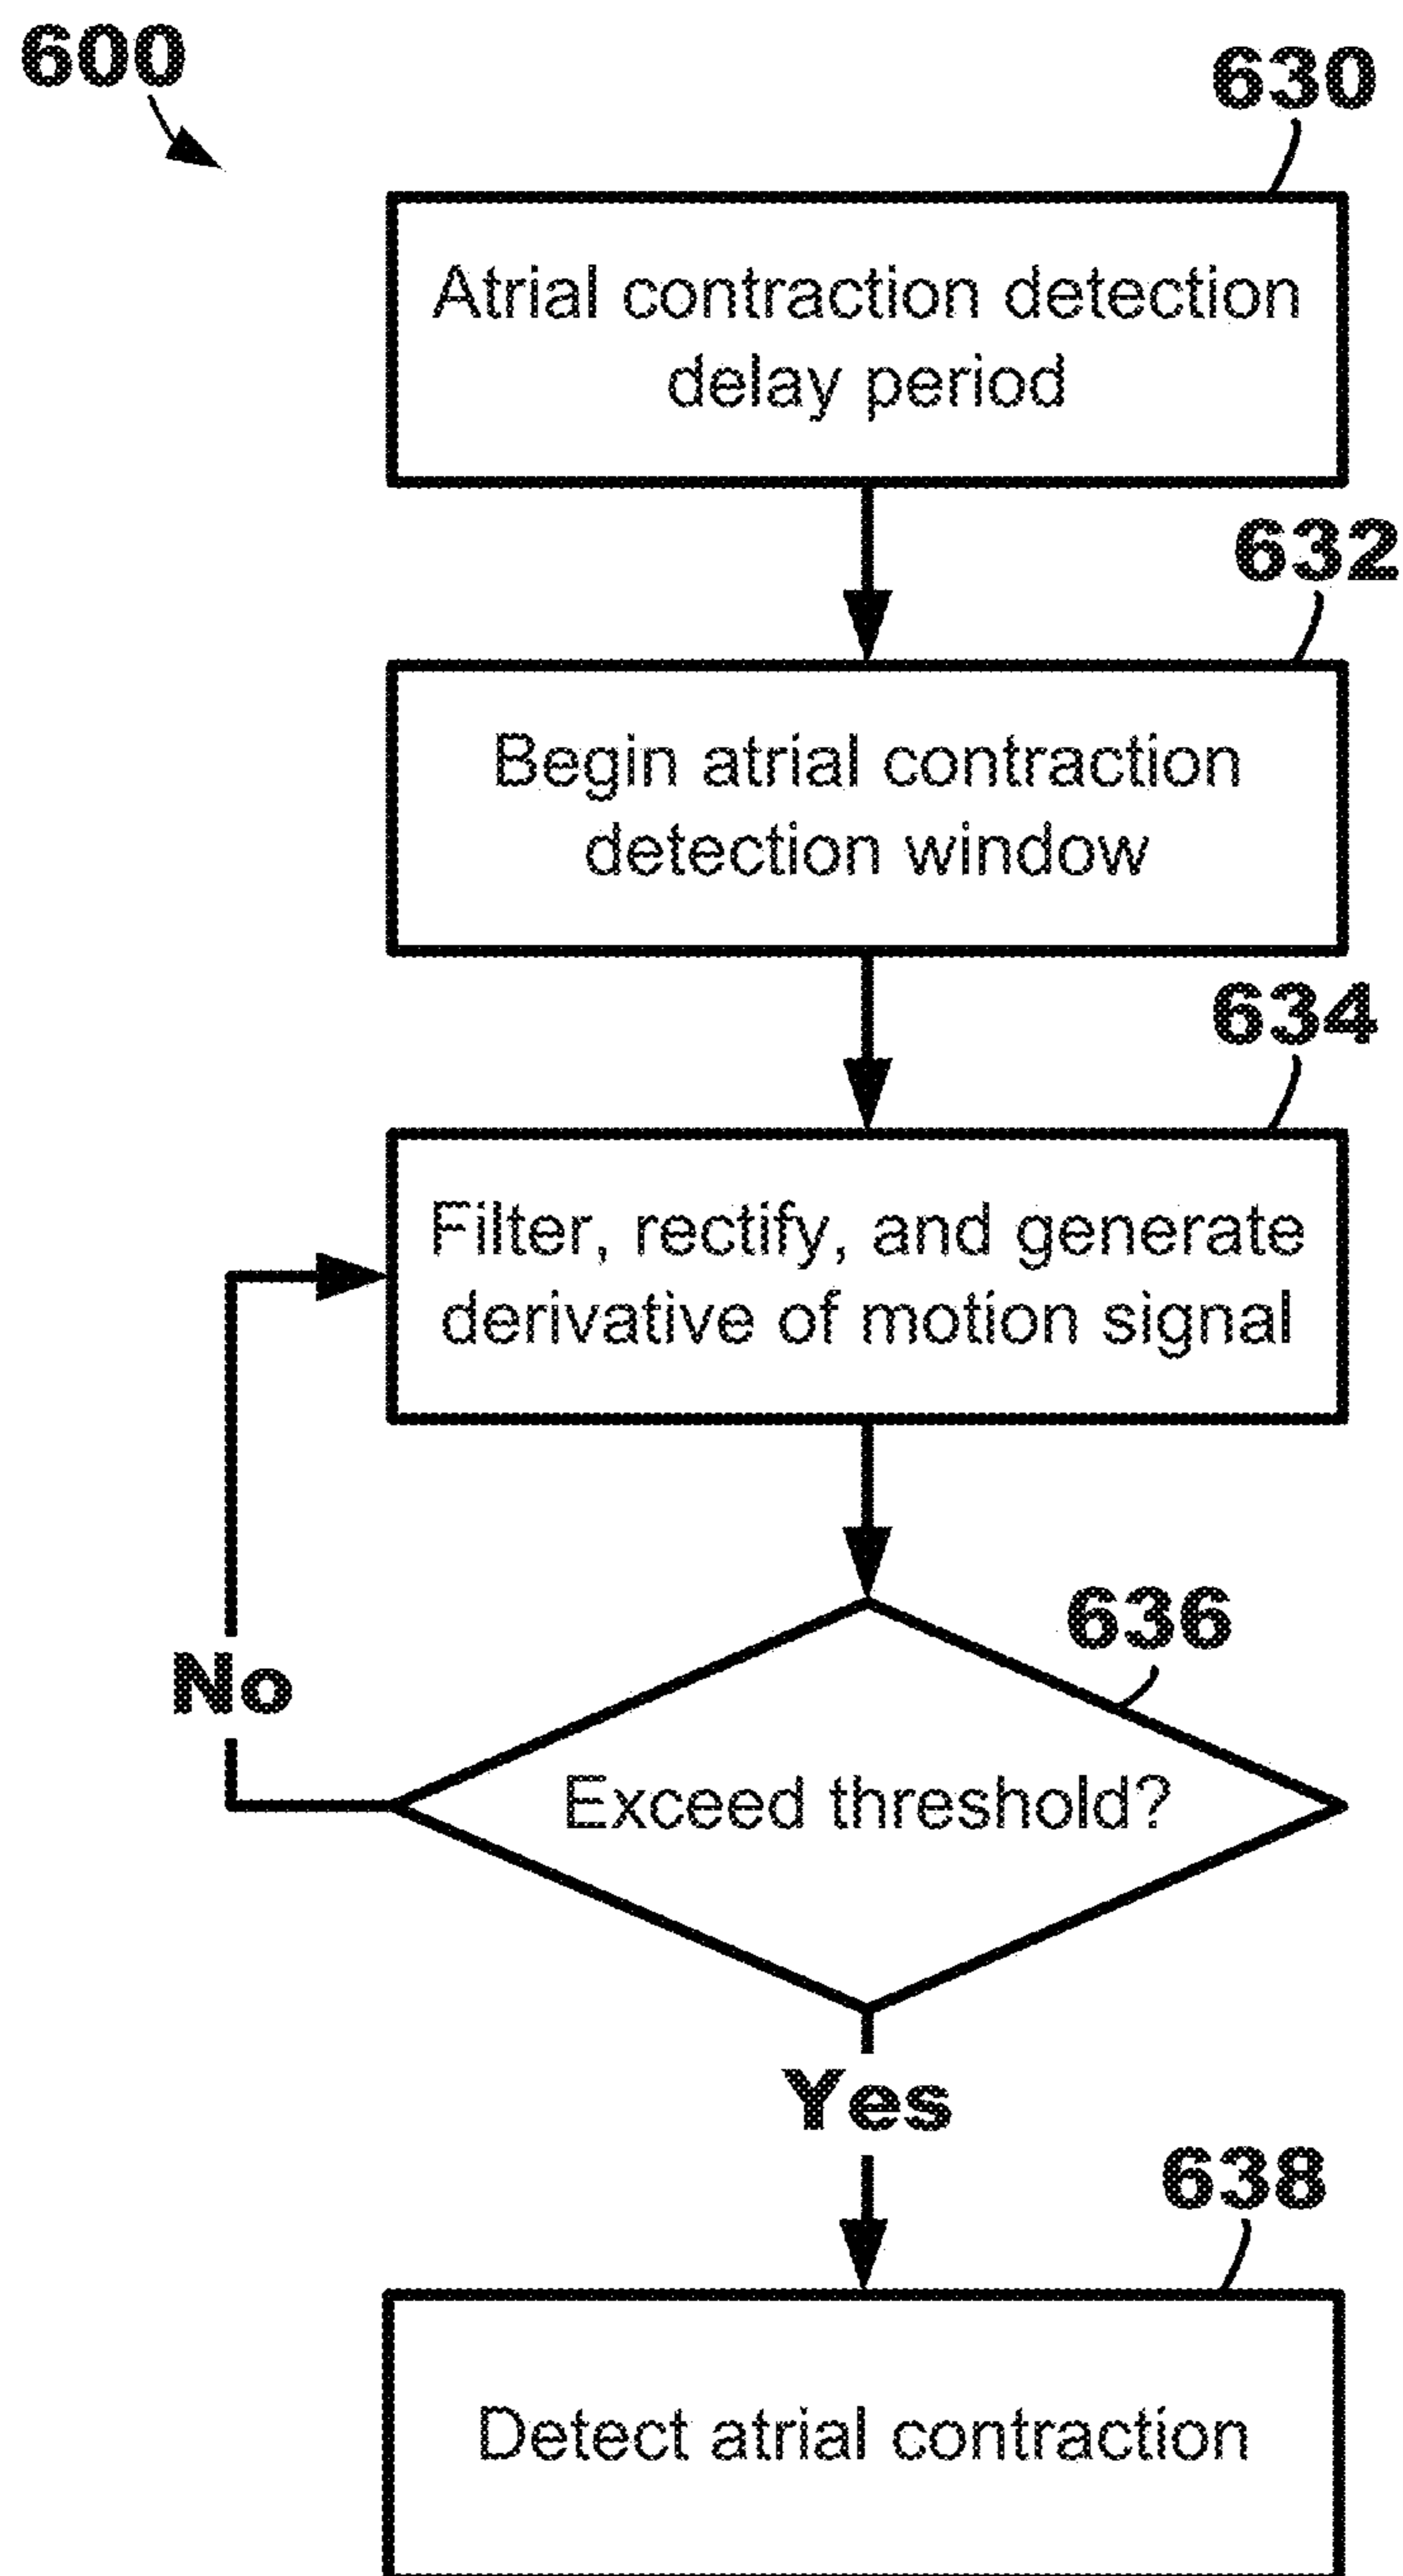 600
630
Atrial contraction detection
delay period
632
Begin atrial contraction
detection window
634
Filter, rectify, and generate
derivative of motion signal
636
No
Exceed threshold?
Yes
638
Detect atrial contraction